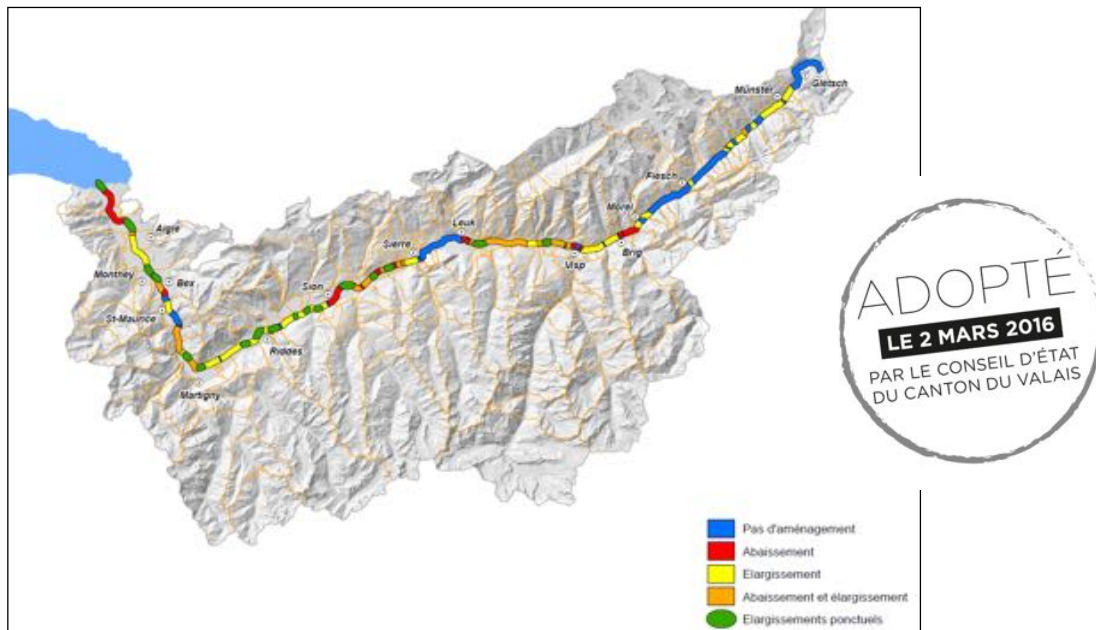 Gletsch
Münster
Fiesch
Mörel
Leuk
Brig
Sierre
Visp
Aigle
Sion
Monthey
Bex
St-Maurice
Riddes
Martigny
ADOPTÉ
LE 2 MARS 2016
PAR LE CONSEIL D'ÉTAT
DU CANTON DU VALAIS
Pas d'aménagement
Abaissement
Elargissement
Abaissement et élargissement
Elargissements ponctuels